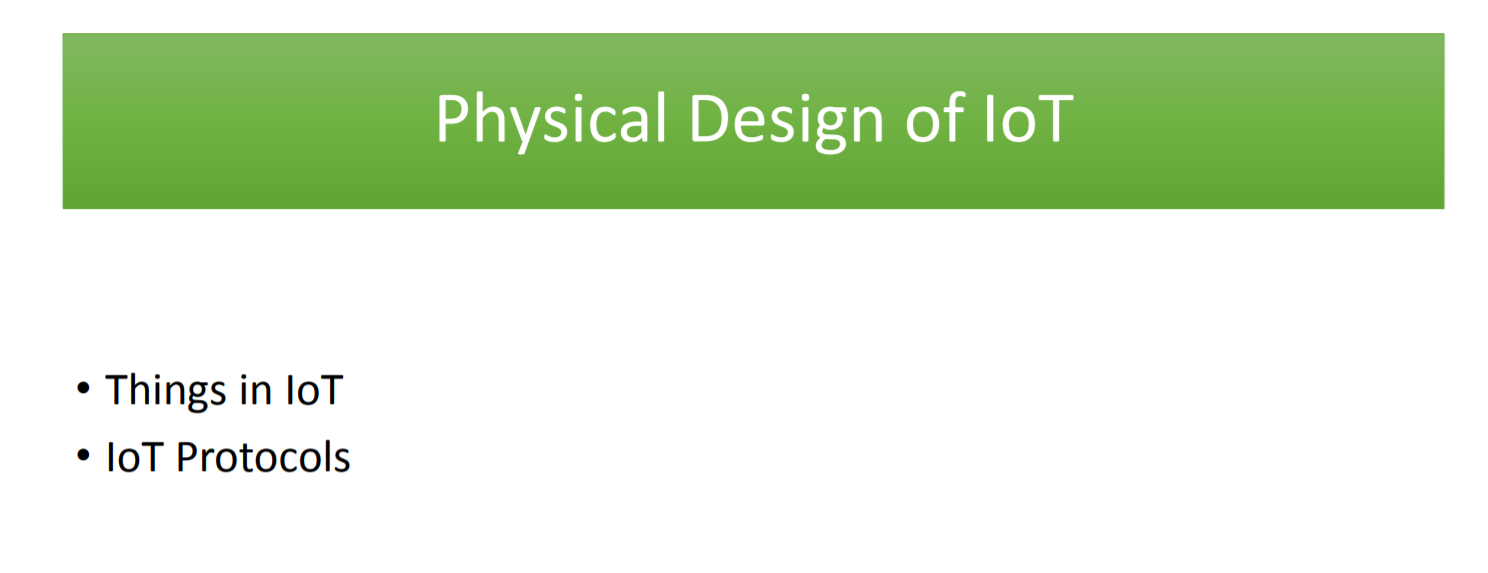 Physical Design of IoT
• Things in IoT
• IoT Protocols